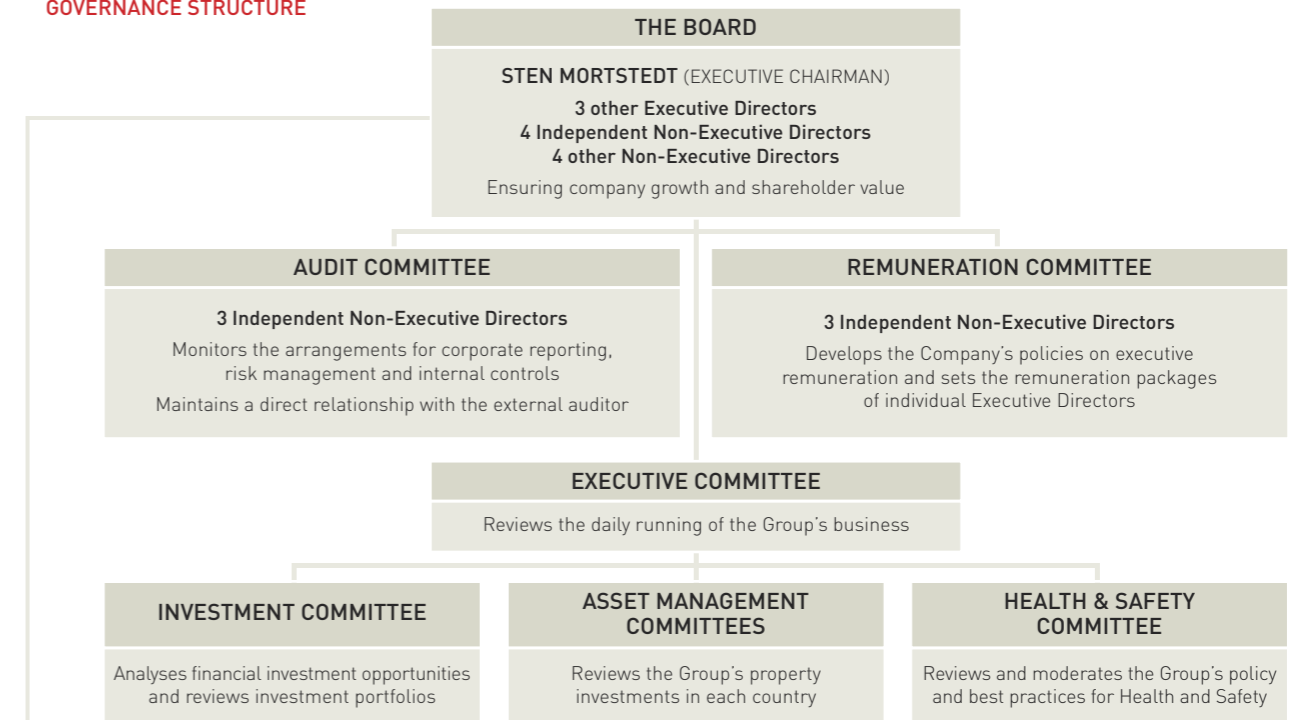 GOVERNANCE STRUCTURE
THE BOARD
STEN MORTSTEDT (EXECUTIVE CHAIRMAN)
3 other Executive Directors
4 Independent Non-Executive Directors
4 other Non-Executive Directors
Ensuring company growth and shareholder value
AUDIT COMMITTEE
3 Independent Non-Executive Directors
Monitors the arrangements for corporate reporting,
risk management and internal controls
Maintains a direct relationship with the external auditor
REMUNERATION COMMITTEE
3 Independent Non-Executive Directors
Develops the Company’s policies on executive
remuneration and sets the remuneration packages
of individual Executive Directors
EXECUTIVE COMMITTEE
Reviews the daily running of the Group’s business
INVESTMENT COMMITTEE
Analyses financial investment opportunities
and reviews investment portfolios
ASSET MANAGEMENT
COMMITTEES
Reviews the Group’s property
investments in each country
HEALTH & SAFETY
COMMITTEE
Reviews and moderates the Group’s policy
and best practices for Health and Safety